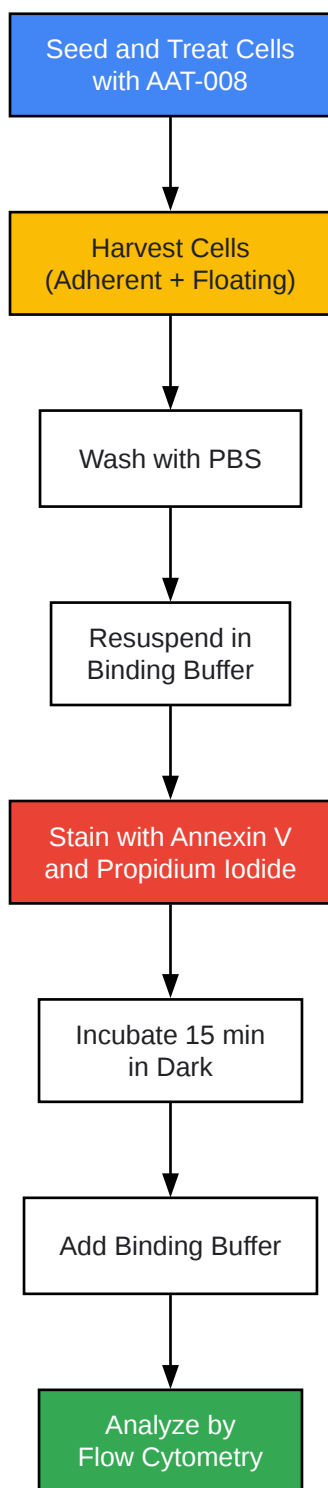 Seed and Treat Cells
with AAT-008
Harvest Cells
(Adherent + Floating)
Wash with PBS
Resuspend in
Binding Buffer
Stain with Annexin V
and Propidium Iodide
Incubate 15 min
in Dark
Add Binding Buffer
Analyze by
Flow Cytometry